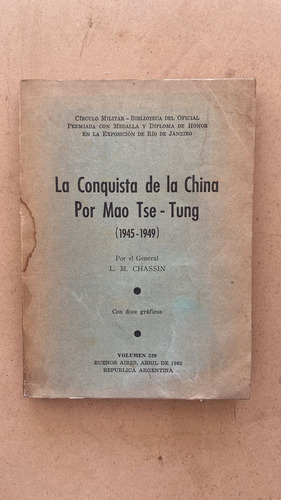 CÍRCULO MILITAR - BIBLIOTECA DEL OFICIAL
PREMIADA CON MEDALLA Y DIPLOMA DE HONOR
EN LA EXPOSICIÓN DE RÍO DE JANEIRO
La Conquista de la China
Por Mao Tse - Tung
(1945-1949)
Por el General
L. M. CHASSIN
Con doce gráficos
VOLUMEN 520
BUENOS AIRES, ABRIL DE 1962
REPUBLICA ARGENTINA